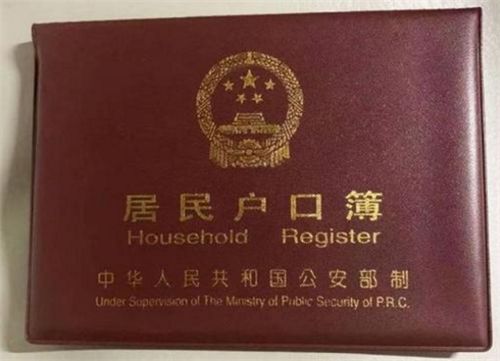 居民户口簿
Household Register
中华人民共和国公安部制
Under Supervision of The Ministry of Public Security of P.R.C.